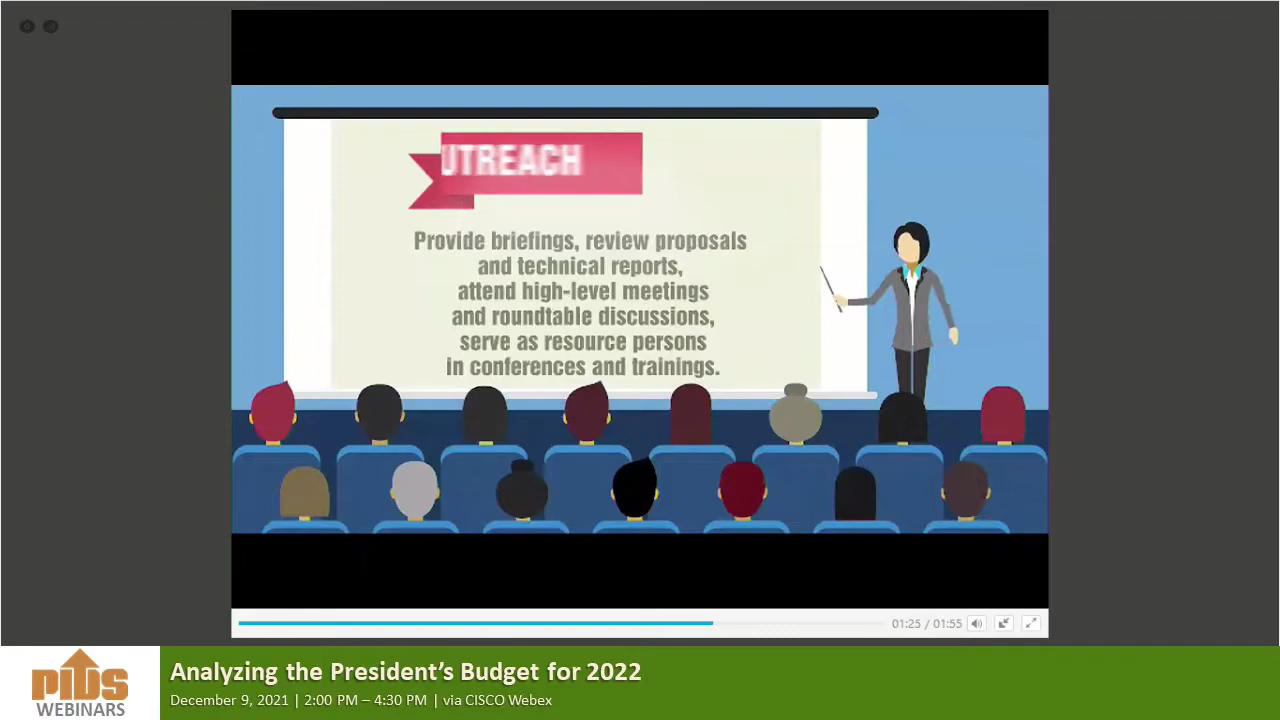 UTREACH
Provide briefings, review proposals
and technical reports,
attend high-level meetings
and roundtable discussions,
serve as resource persons
in conferences and trainings.
01:25 / 01:55
PIDS
WEBINARS
Analyzing the President's Budget for 2022
December 9, 2021 | 2:00 PM – 4:30 PM | via CISCO Webex